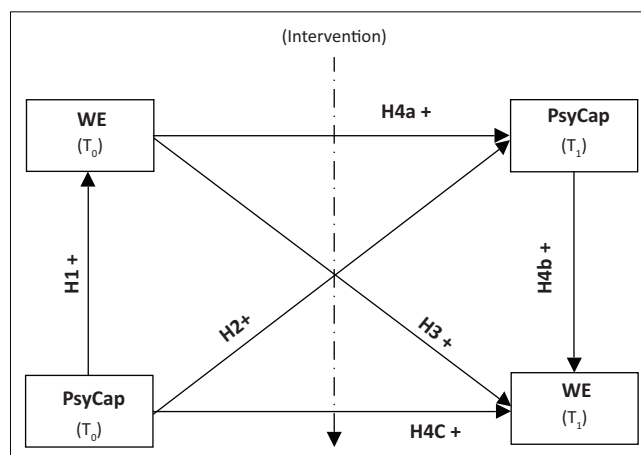 (Intervention)
WE
(T₀)
H4a +
PsyCap
(T₁)
H1 +
H2+
H3 +
H4b +
PsyCap
(T₀)
H4C +
WE
(T₁)